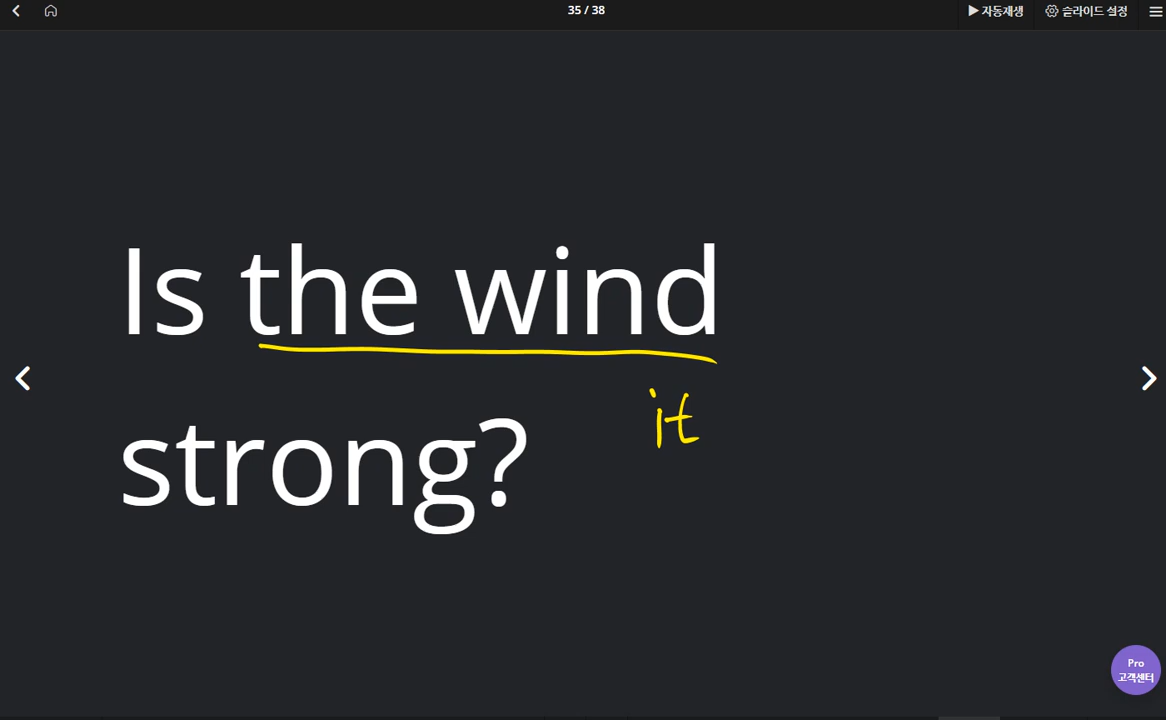 35 / 38
▶ 자동재생
슬라이드 설정
Is the wind
it
strong?
Pro
고객센터